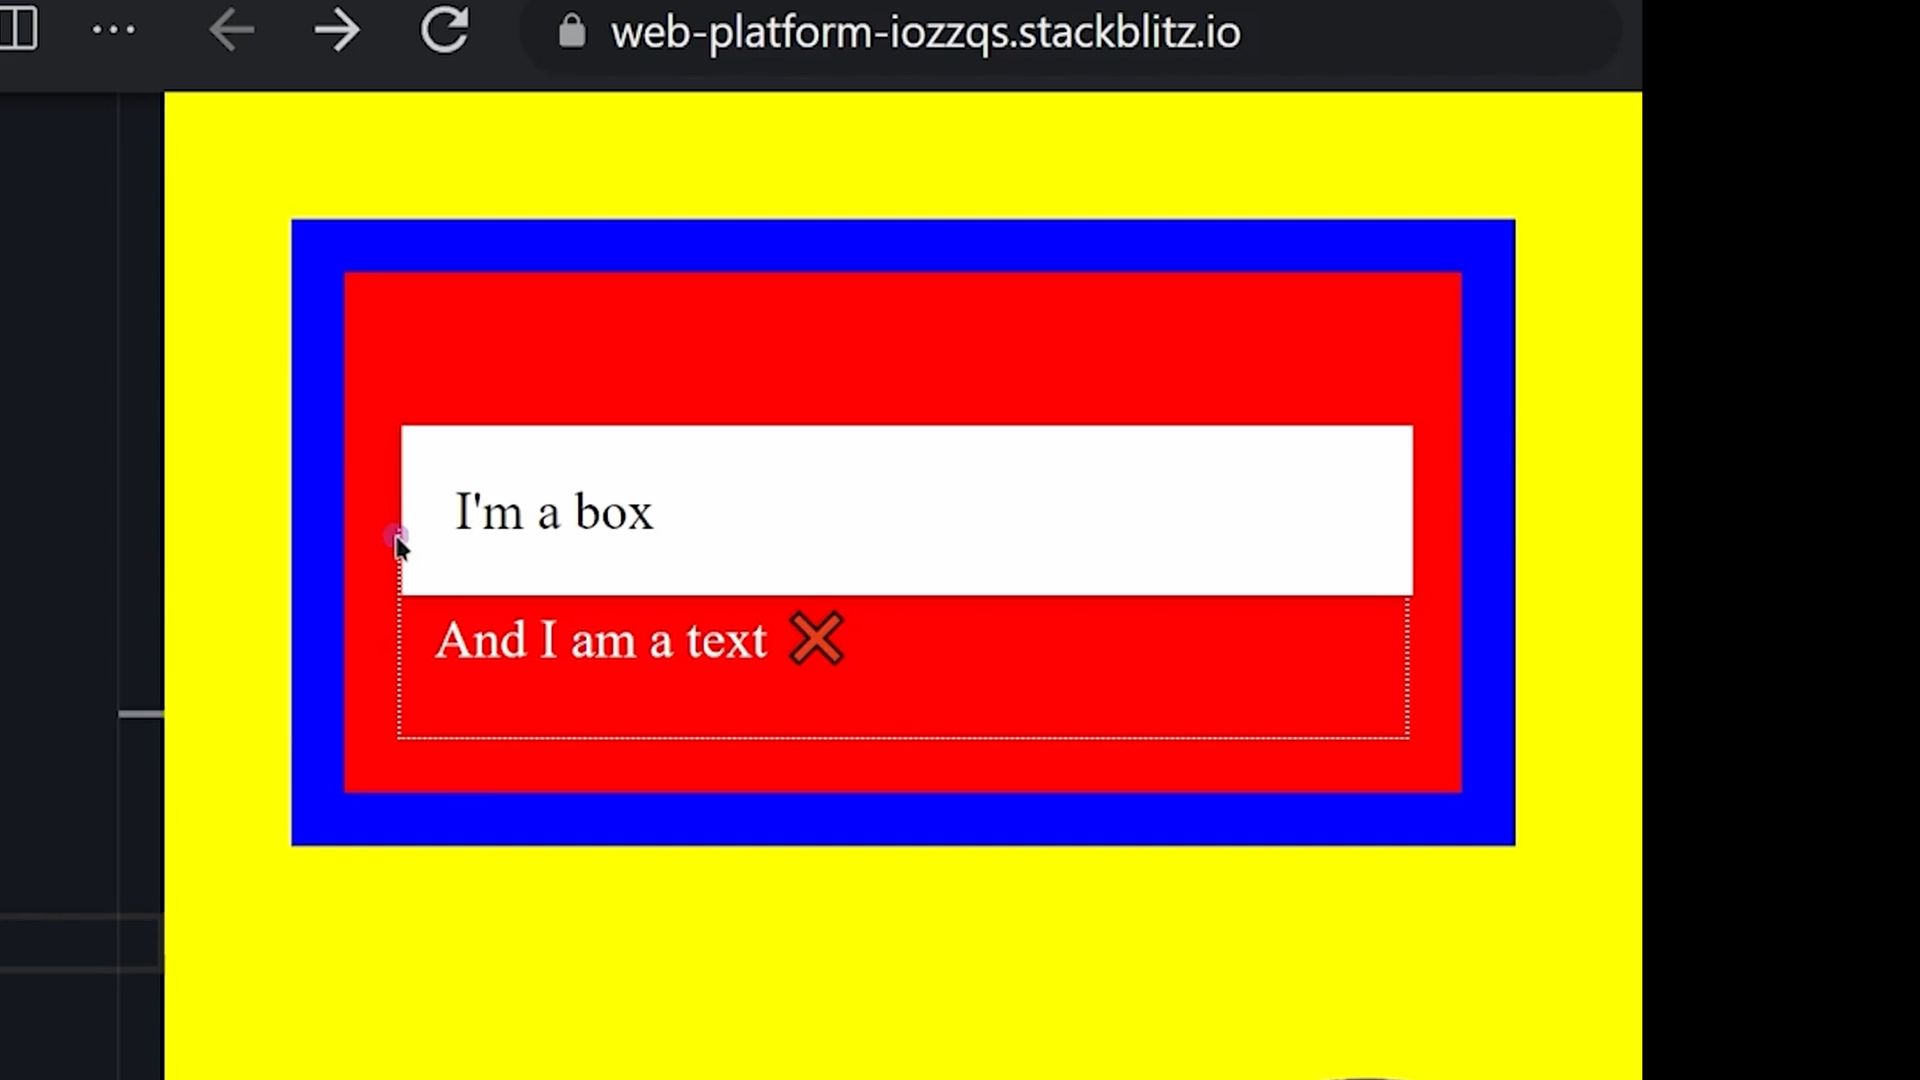 web-platform-iozzqs.stackblitz.io
I'm a box
And I am a text ❌